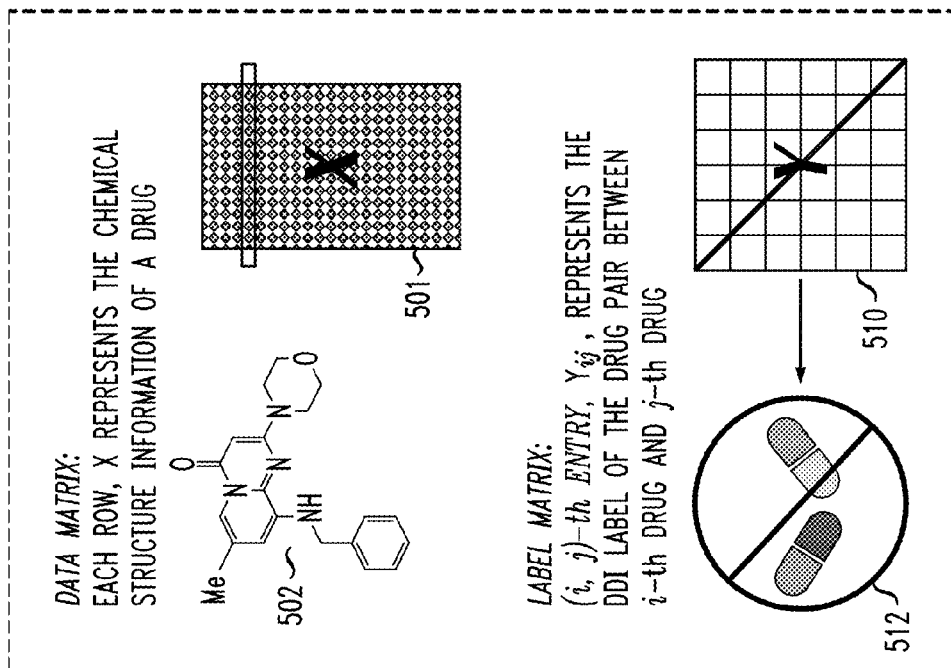 DATA MATRIX:
EACH ROW, X REPRESENTS THE CHEMICAL
STRUCTURE INFORMATION OF A DRUG
Me
O
N
N
N
O
NH
502
X
501
LABEL MATRIX:
(i, j)-th ENTRY, Yij, REPRESENTS THE
DDI LABEL OF THE DRUG PAIR BETWEEN
i-th DRUG AND j-th DRUG
512
Y
510